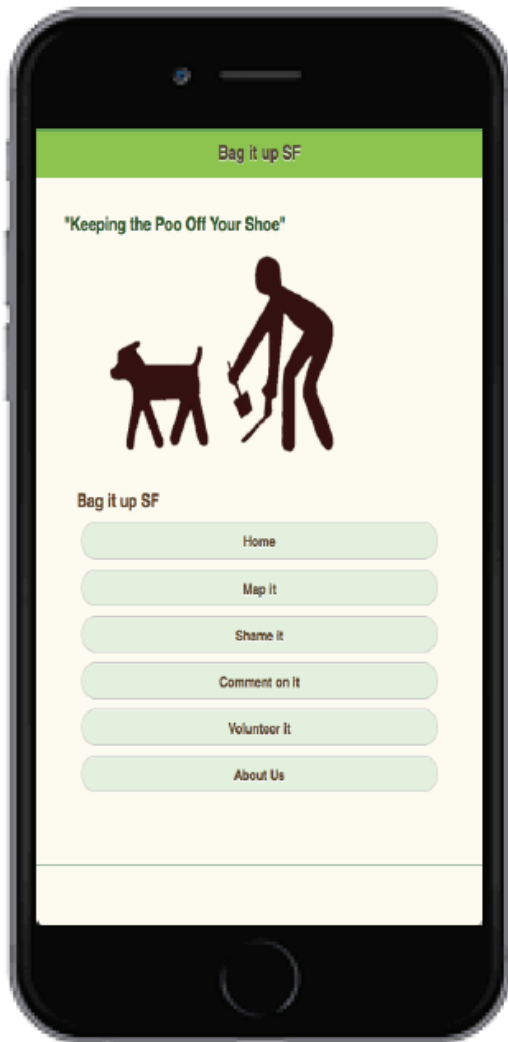 Bag it up SF
"Keeping the Poo Off Your Shoe"
Bag it up SF
Home
Map it
Shame it
Comment on it
Volunteer it
About Us